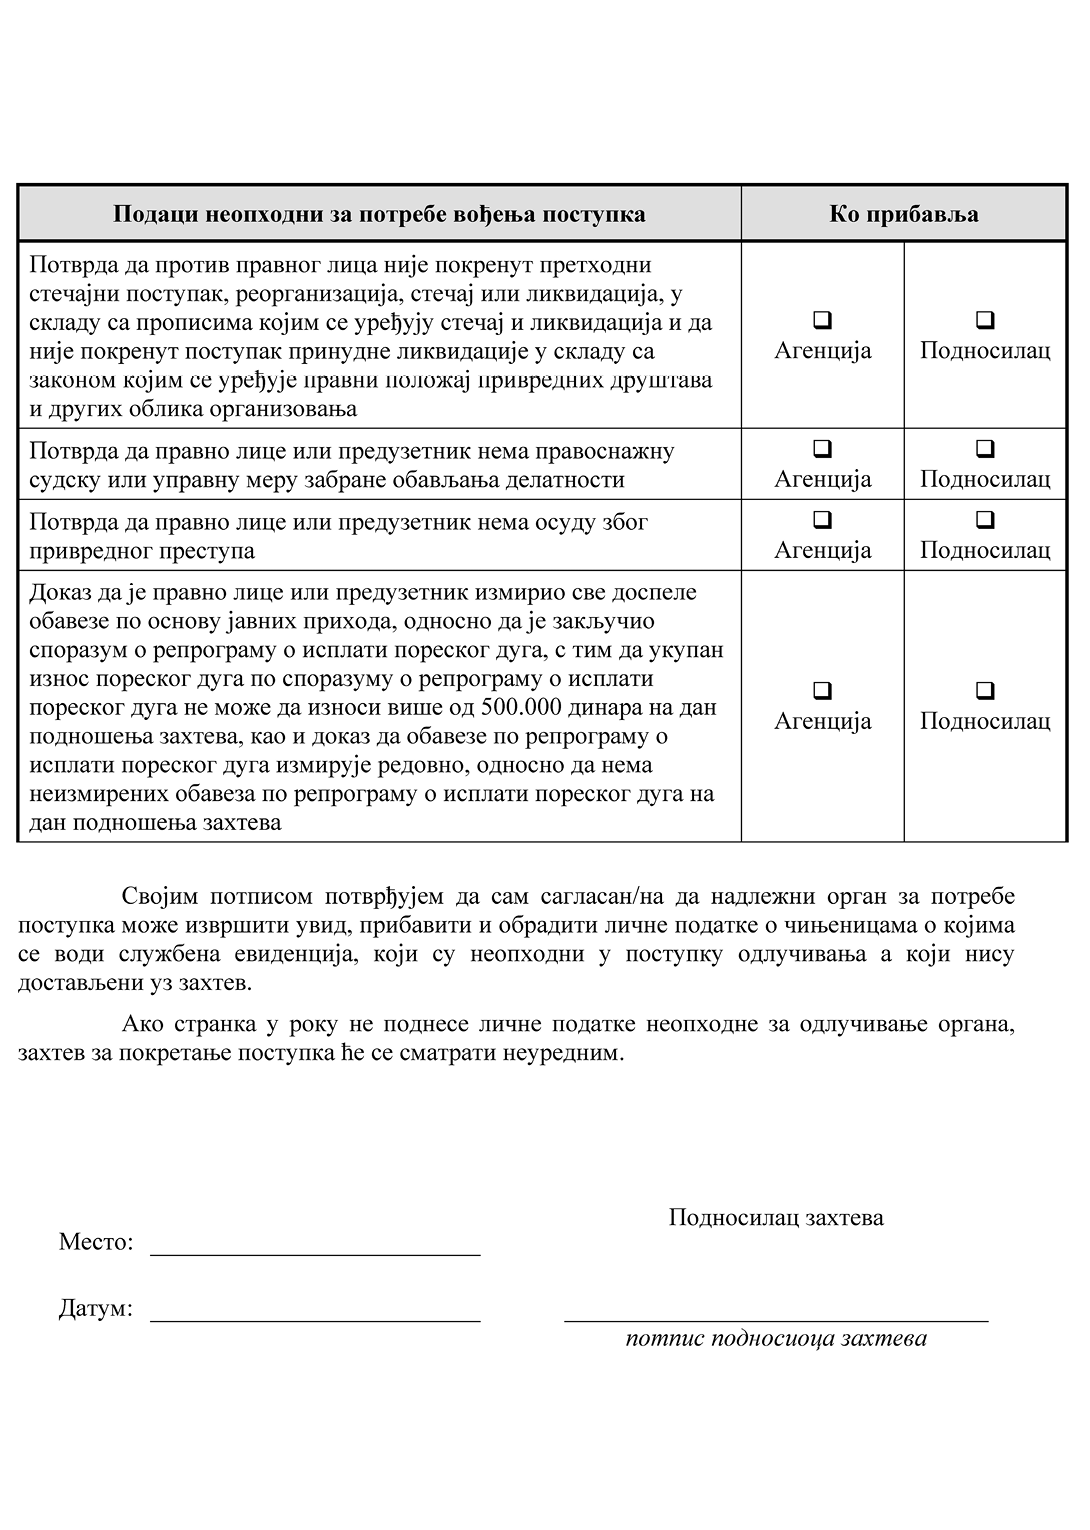 Подаци неопходни за потребе вођења поступка
Ко прибавља
Потврда да против правног лица није покренут претходни
стечајни поступак, реорганизација, стечај или ликвидација, у
складу са прописима којим се уређују стечај и ликвидација и да
није покренут поступак принудне ликвидације у складу са
законом којим се уређује правни положај привредних друштава
и других облика организовања
❏
Агенција
❏
Подносилац
Потврда да правно лице или предузетник нема правоснажну
судску или управну меру забране обављања делатности
❏
Агенција
❏
Подносилац
Потврда да правно лице или предузетник нема осуду због
привредног преступа
❏
Агенција
❏
Подносилац
Доказ да је правно лице или предузетник измирио све доспеле
обавезе по основу јавних прихода, односно да је закључио
споразум о репрограму о исплати пореског дуга, с тим да укупан
износ пореског дуга по споразуму о репрограму о исплати
пореског дуга не може да износи више од 500.000 динара на дан
подношења захтева, као и доказ да обавезе по репрограму о
исплати пореског дуга измирује редовно, односно да нема
неизмирених обавеза по репрограму о исплати пореског дуга на
дан подношења захтева
❏
Агенција
❏
Подносилац
Својим потписом потврђујем да сам сагласан/на да надлежни орган за потребе
поступка може извршити увид, прибавити и обрадити личне податке о чињеницама о којима
се води службена евиденција, који су неопходни у поступку одлучивања а који нису
достављени уз захтев.
Ако странка у року не поднесе личне податке неопходне за одлучивање органа,
захтев за покретање поступка ће се сматрати неуредним.
Подносилац захтева
Место:
Датум:
потпис подносиоца захтева